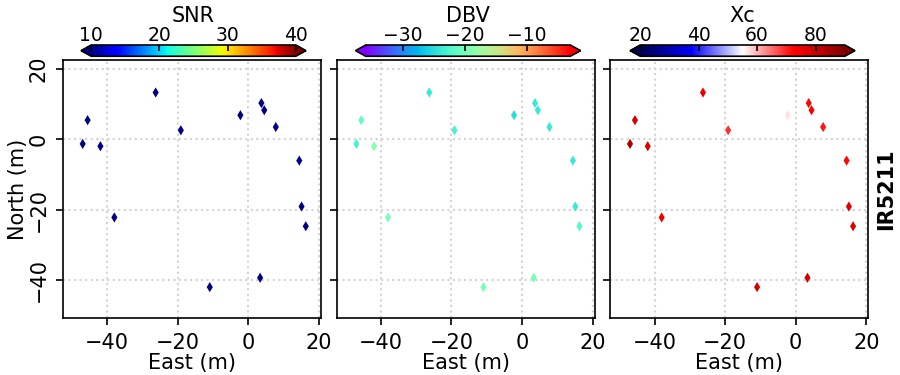 SNR
DBV
Xc
10 20 30 40
−30 −20 −10
20 40 60 80
20
0
−20
−40
North (m)
−40 −20 0 20
−40 −20 0 20
−40 −20 0 20
East (m)
East (m)
East (m)
IR5211